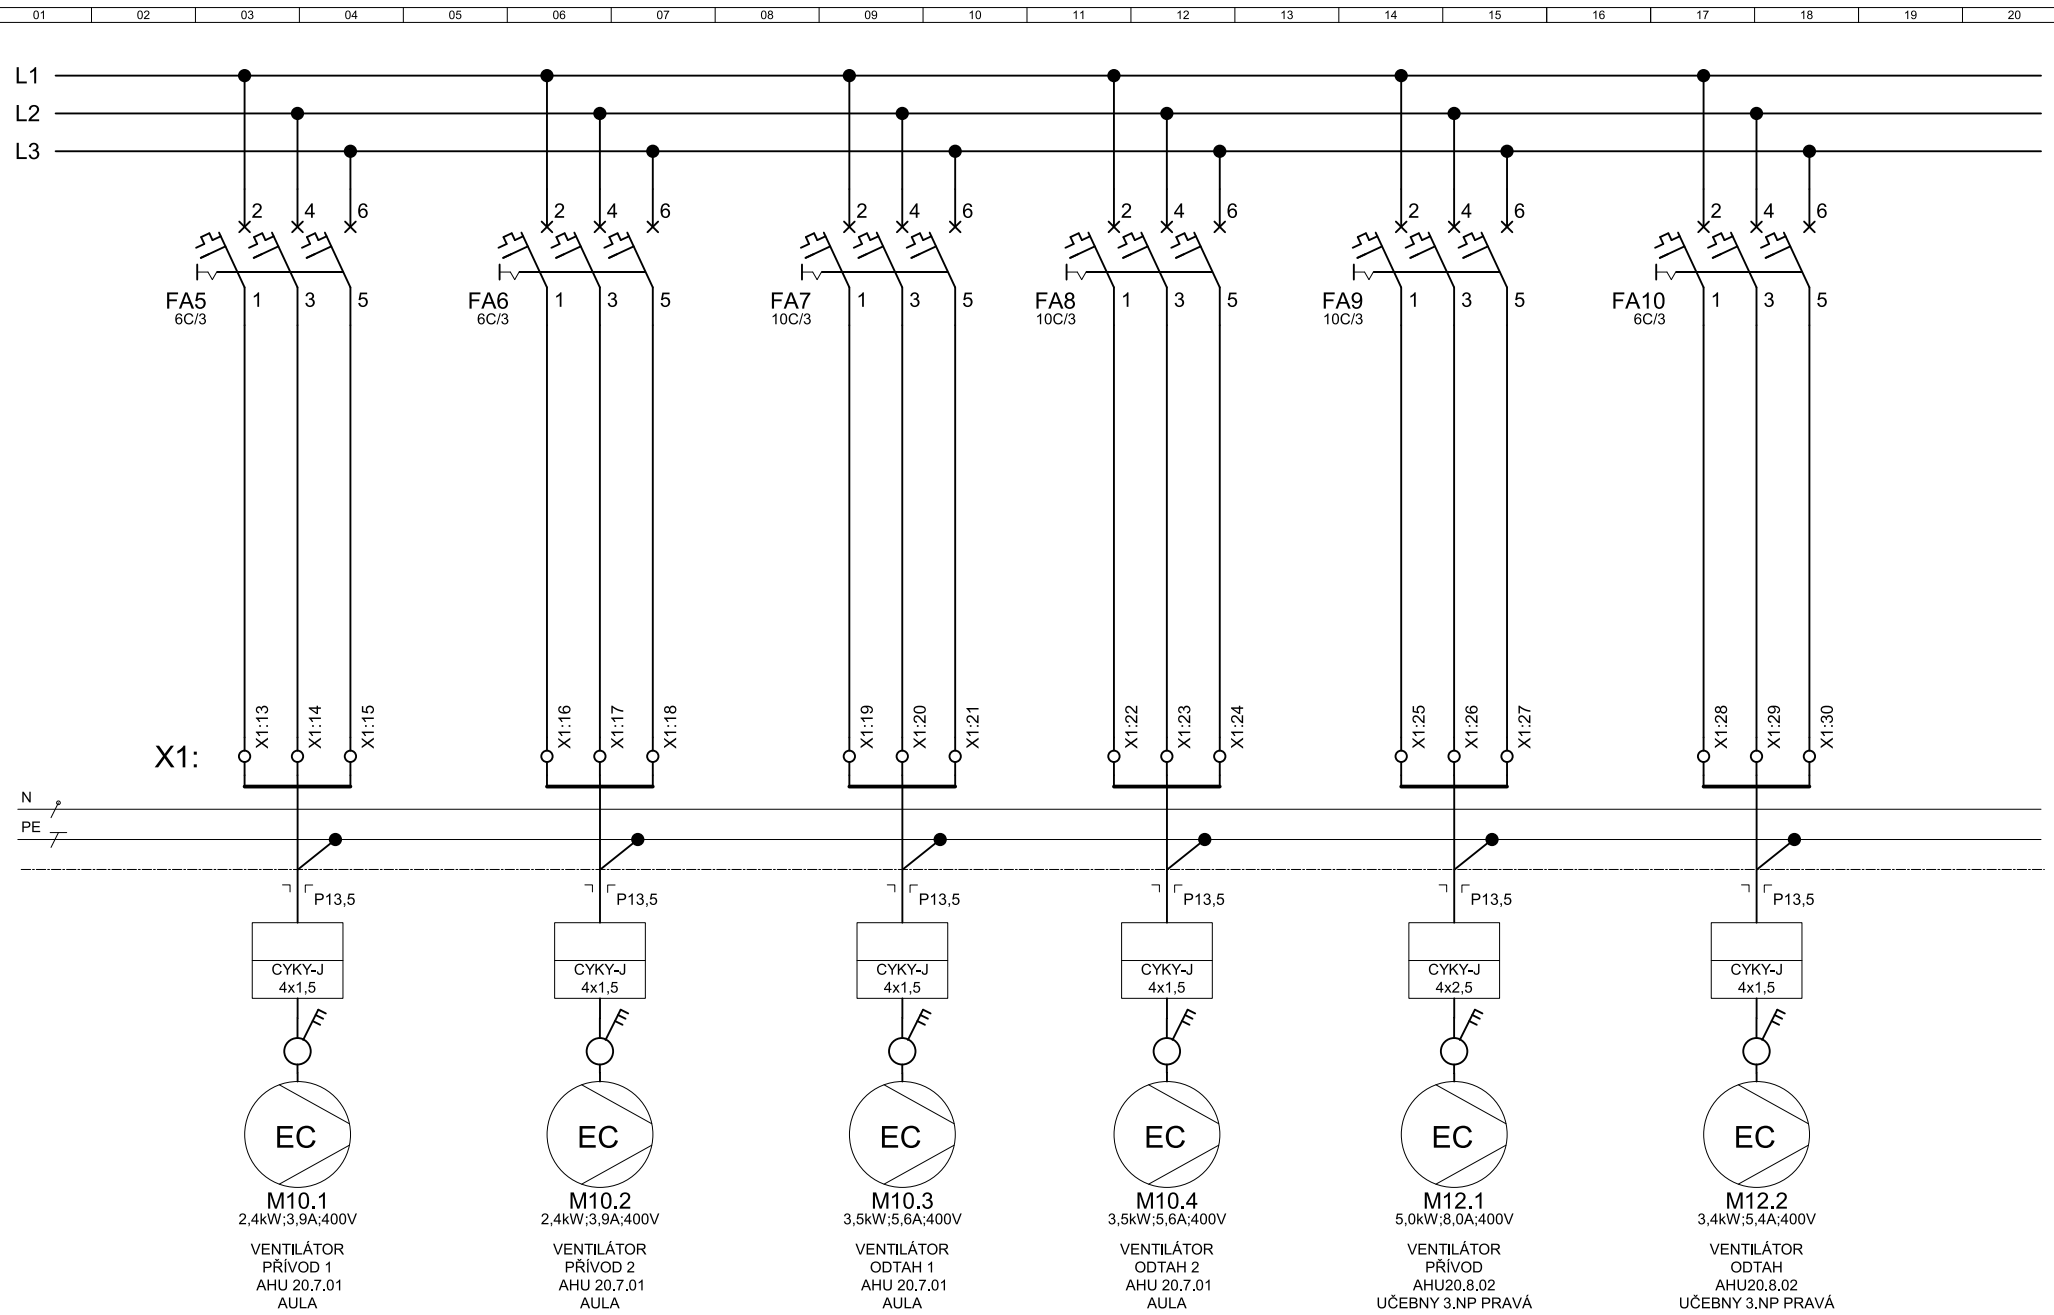 01 02 03 04 05 06 07 08 09 10 11 12 13 14 15 16 17 18 19 20
L1
L2
L3
2 4 6 2 4 6 2 4 6 2 4 6 2 4 6 2 4 6
FA5 1 3 5 FA6 1 3 5 FA7 1 3 5 FA8 1 3 5 FA9 1 3 5 FA10 1 3 5
6C/3 6C/3 10C/3 10C/3 10C/3 6C/3
X1:13 X1:14 X1:15 X1:16 X1:17 X1:18 X1:19 X1:20 X1:21 X1:22 X1:23 X1:24 X1:25 X1:26 X1:27 X1:28 X1:29 X1:30
X1:
N
PE
P13,5 P13,5 P13,5 P13,5 P13,5 P13,5
CYKY-J CYKY-J CYKY-J CYKY-J CYKY-J CYKY-J
4x1,5 4x1,5 4x1,5 4x1,5 4x2,5 4x1,5
EC EC EC EC EC EC
M10.1 M10.2 M10.3 M10.4 M12.1 M12.2
2,4kW;3,9A;400V 2,4kW;3,9A;400V 3,5kW;5,6A;400V 3,5kW;5,6A;400V 5,0kW;8,0A;400V 3,4kW;5,4A;400V
VENTILÁTOR VENTILÁTOR VENTILÁTOR VENTILÁTOR VENTILÁTOR VENTILÁTOR
PŘÍVOD 1 PŘÍVOD 2 ODTAH 1 ODTAH 2 PŘÍVOD ODTAH
AHU 20.7.01 AHU 20.7.01 AHU 20.7.01 AHU 20.7.01 AHU20.8.02 AHU20.8.02
AULA AULA AULA AULA UČEBNY 3.NP PRAVÁ UČEBNY 3.NP PRAVÁ